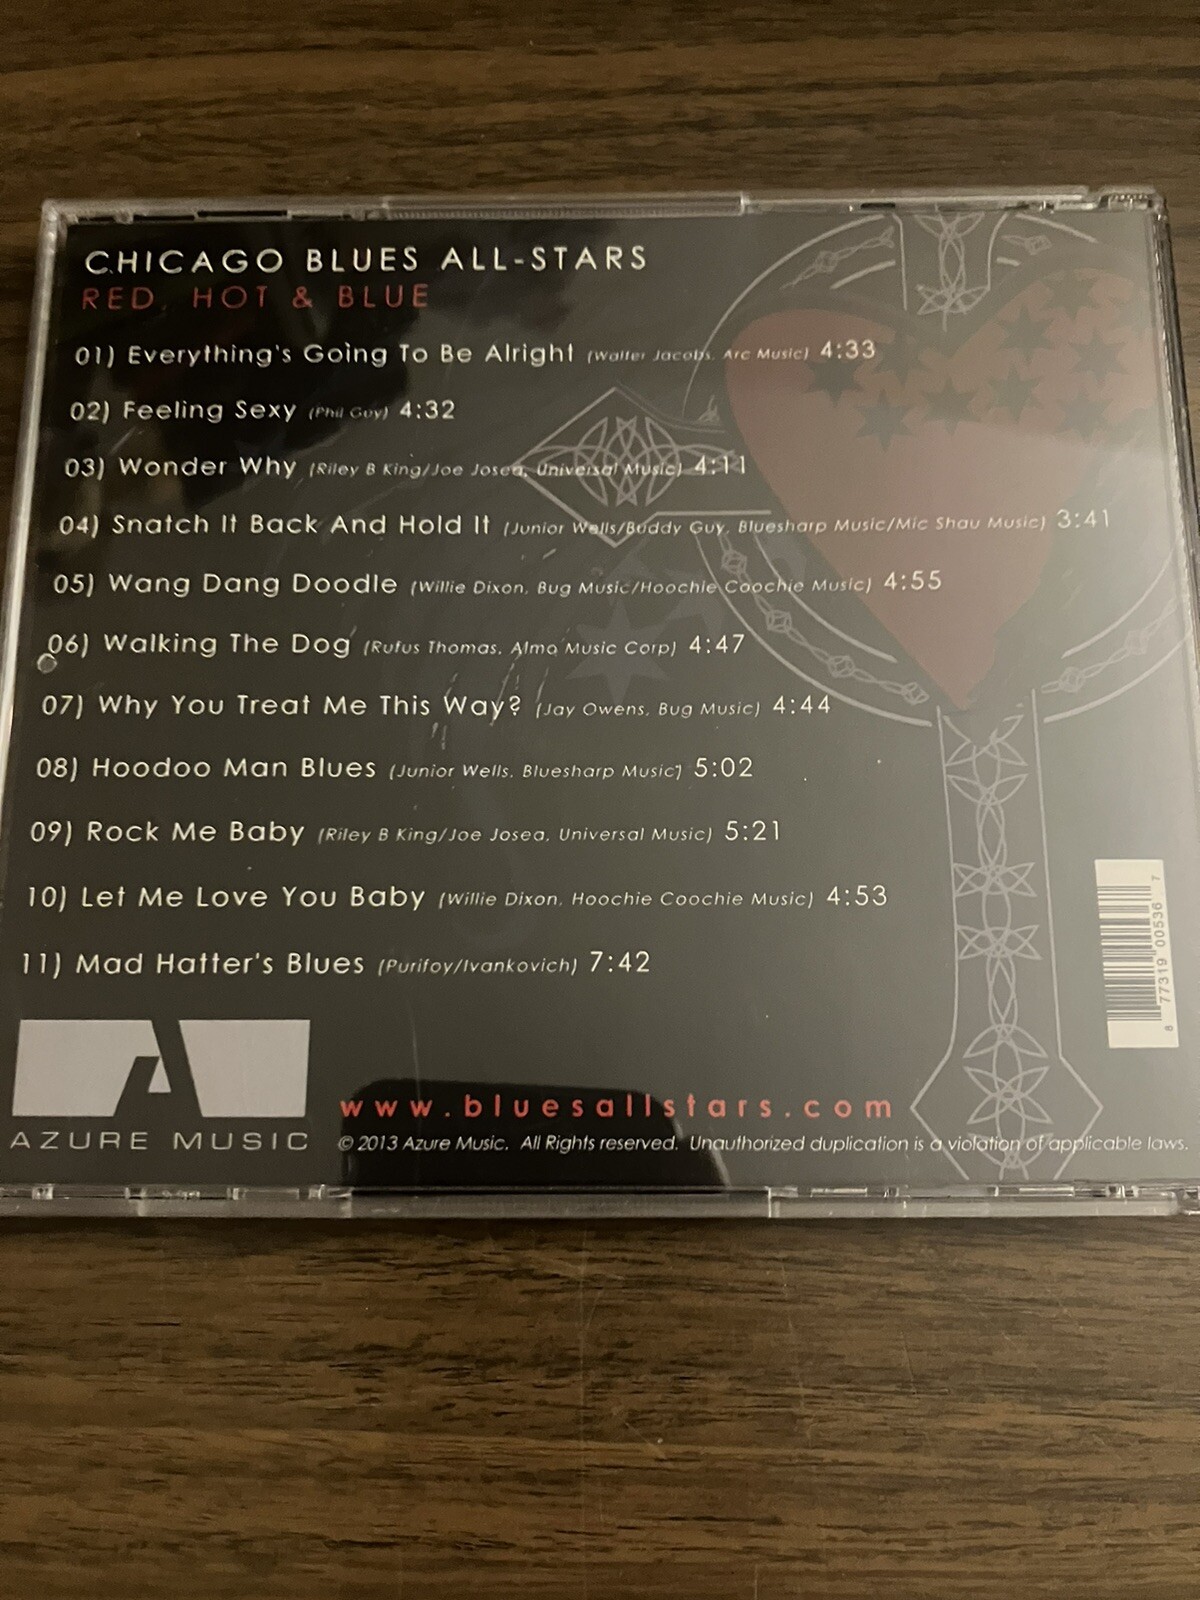 CHICAGO BLUES ALL-STARS
RED, HOT & BLUE
01) Everything's Going To Be Alright (Walter Jacobs, Arc Music) 4:33
02) Feeling Sexy (Phil Guy) 4:32
03) Wonder Why (Riley B King/Joe Josea, Universal Music) 4:11
04) Snatch It Back And Hold It (Junior Wells/Buddy Guy, Bluesharp Music/Mic Shau Music) 3:41
05) Wang Dang Doodle (Willie Dixon, Bug Music/Hoochie Coochie Music) 4:55
06) Walking The Dog (Rufus Thomas, Almo Music Corp) 4:47
07) Why You Treat Me This Way? (Jay Owens, Bug Music) 4:44
08) Hoodoo Man Blues (Junior Wells, Bluesharp Music) 5:02
09) Rock Me Baby (Riley B King/Joe Josea, Universal Music) 5:21
10) Let Me Love You Baby (Willie Dixon, Hoochie Coochie Music) 4:53
11) Mad Hatter's Blues (Purifoy/Ivankovich) 7:42
8 77319 00536 7
A
AZURE MUSIC
www.bluesallstars.com
© 2013 Azure Music. All Rights reserved. Unauthorized duplication is a violation of applicable laws.